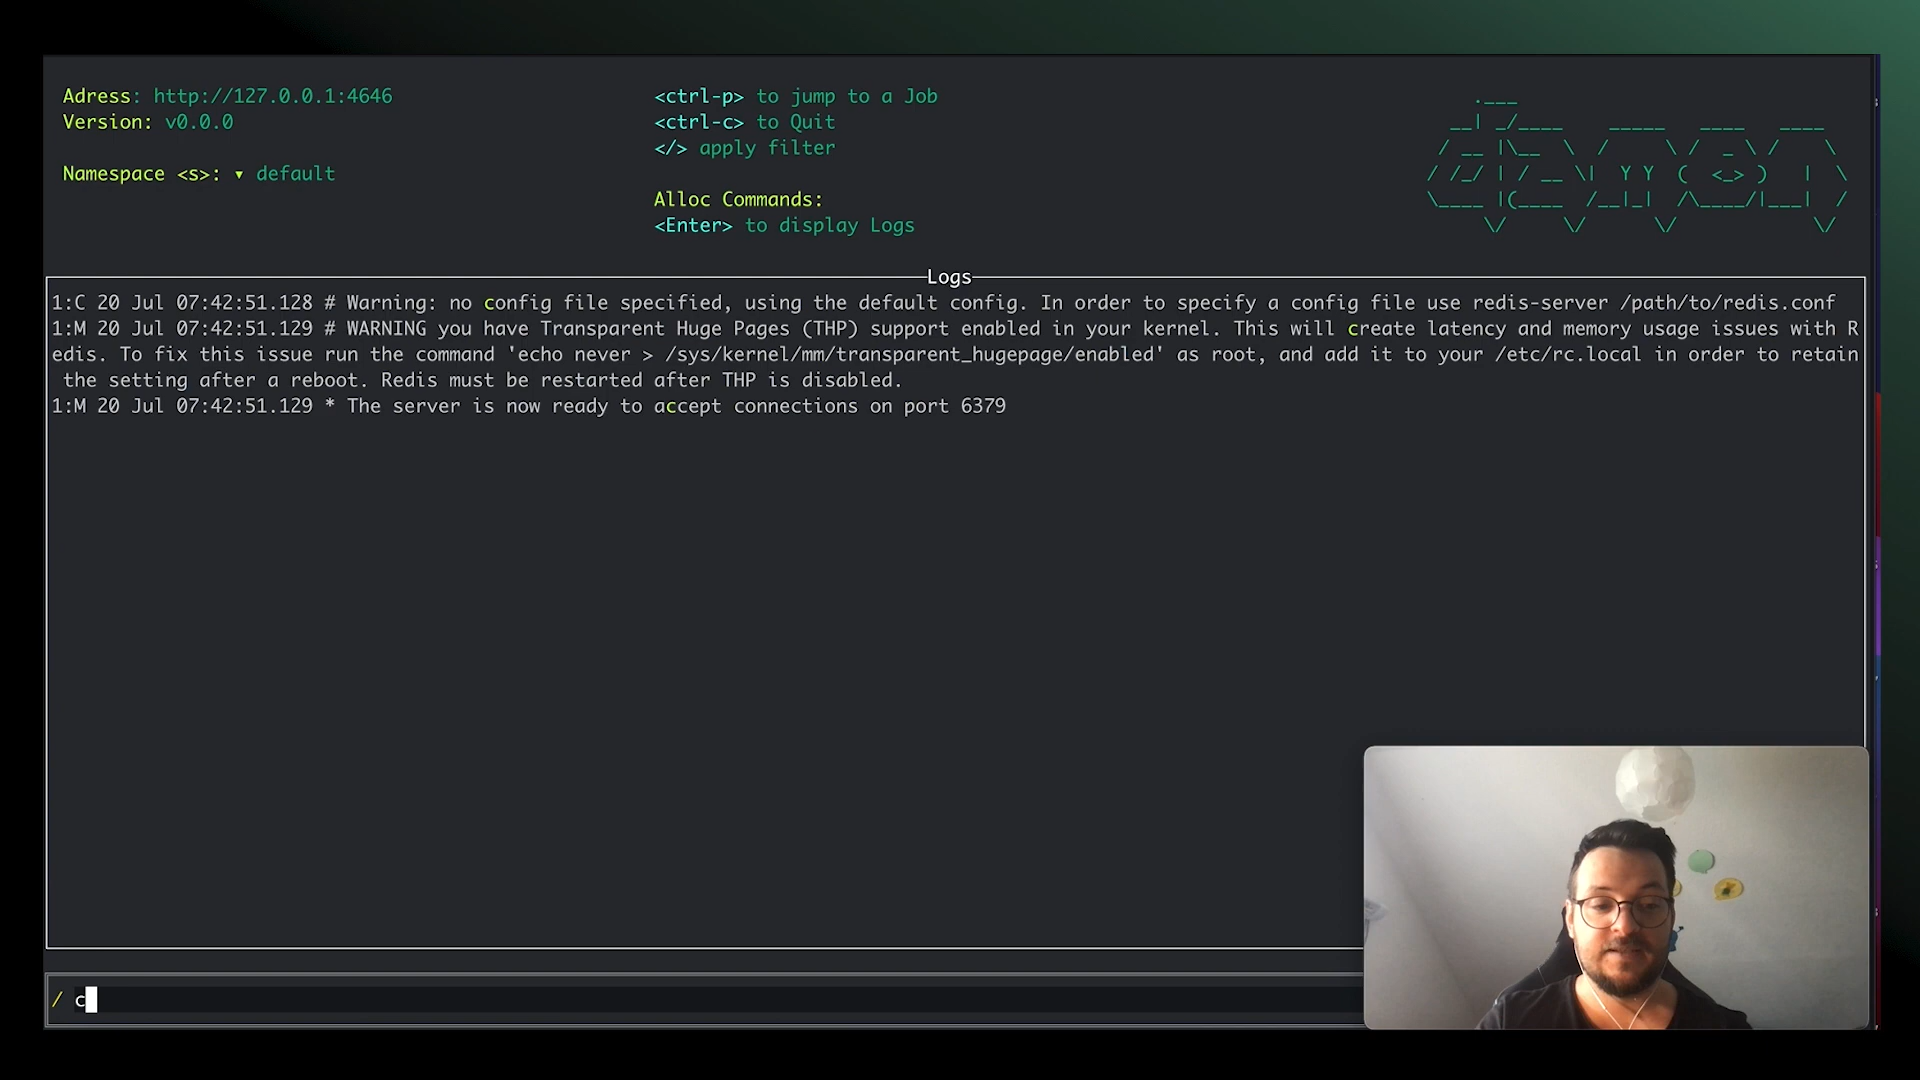 Adress: http://127.0.0.1:4646
Version: v0.0.0
Namespace <s>: ▾ default
<ctrl-p> to jump to a Job
<ctrl-c> to Quit
</> apply filter
Alloc Commands:
<Enter> to display Logs
damon
Logs
1:C 20 Jul 07:42:51.128 # Warning: no config file specified, using the default config. In order to specify a config file use redis-server /path/to/redis.conf
1:M 20 Jul 07:42:51.129 # WARNING you have Transparent Huge Pages (THP) support enabled in your kernel. This will create latency and memory usage issues with R
edis. To fix this issue run the command 'echo never > /sys/kernel/mm/transparent_hugepage/enabled' as root, and add it to your /etc/rc.local in order to retain
the setting after a reboot. Redis must be restarted after THP is disabled.
1:M 20 Jul 07:42:51.129 * The server is now ready to accept connections on port 6379
/ c